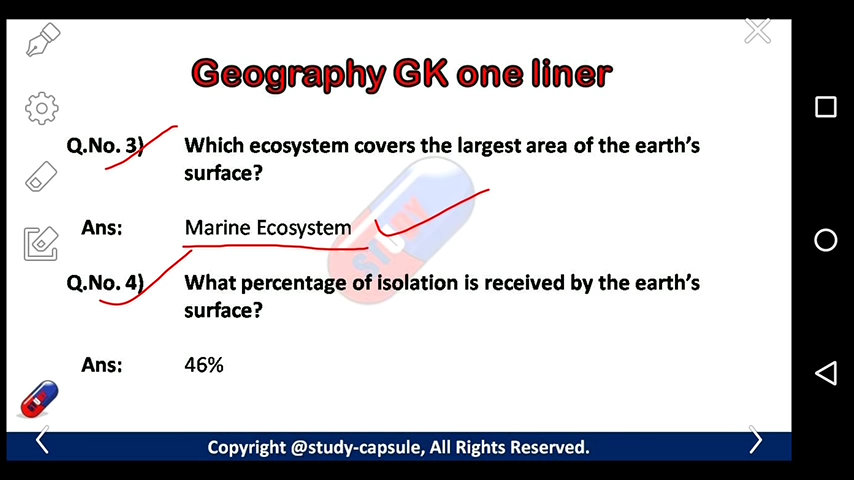 Geography GK one liner
Q.No. 3) Which ecosystem covers the largest area of the earth's
surface?
Ans: Marine Ecosystem
Q.No. 4) What percentage of isolation is received by the earth's
surface?
Ans: 46%
STUDY
Copyright @study-capsule, All Rights Reserved.